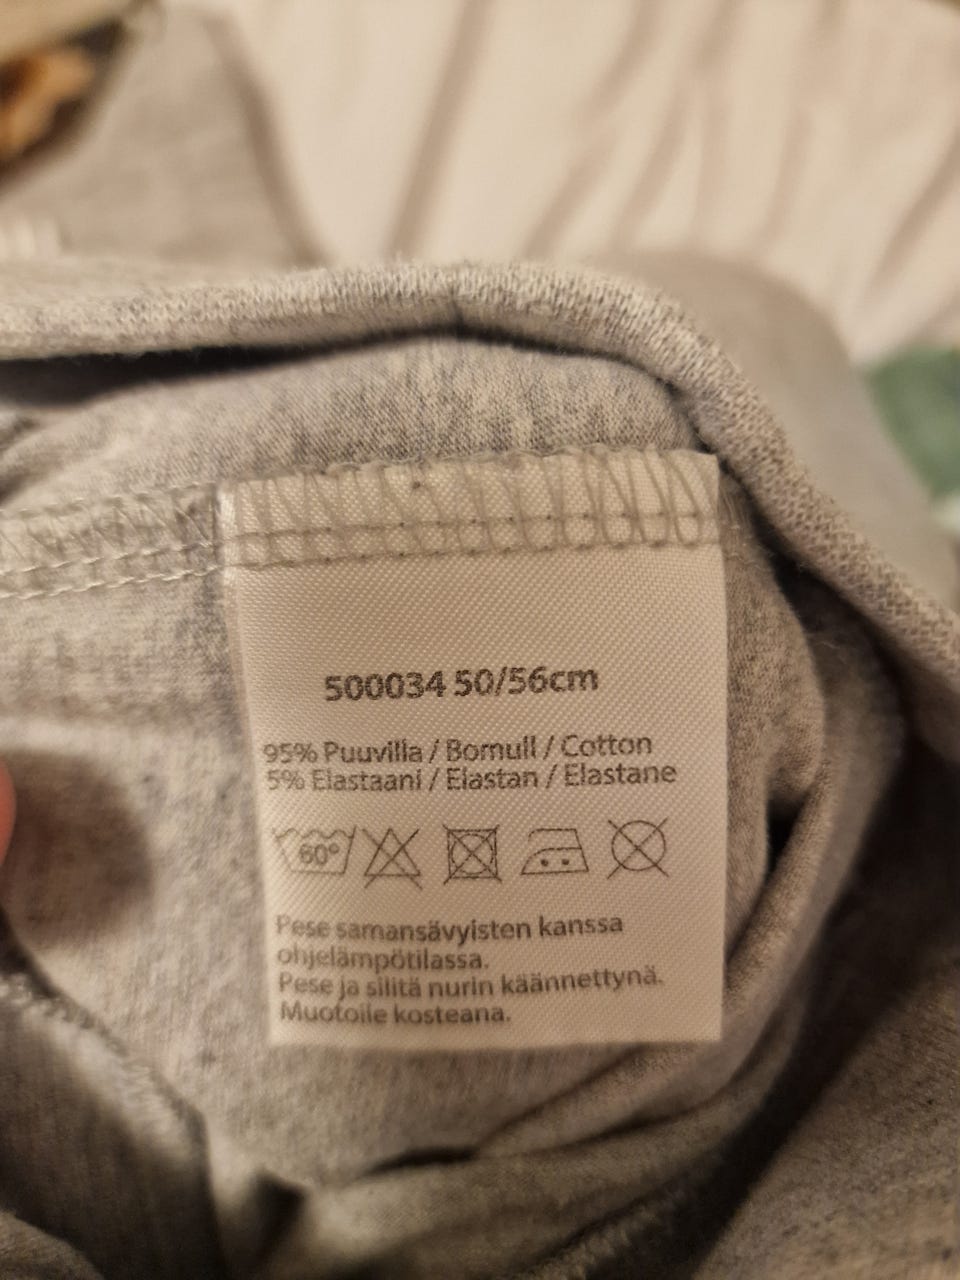 500034 50/56cm
95% Puuvilla / Bomull / Cotton
5% Elastaani / Elastan / Elastane
60°
Pese samansävyisten kanssa
ohjelämpötilassa.
Pese ja silitä nurin käännettynä.
Muotoile kosteana.